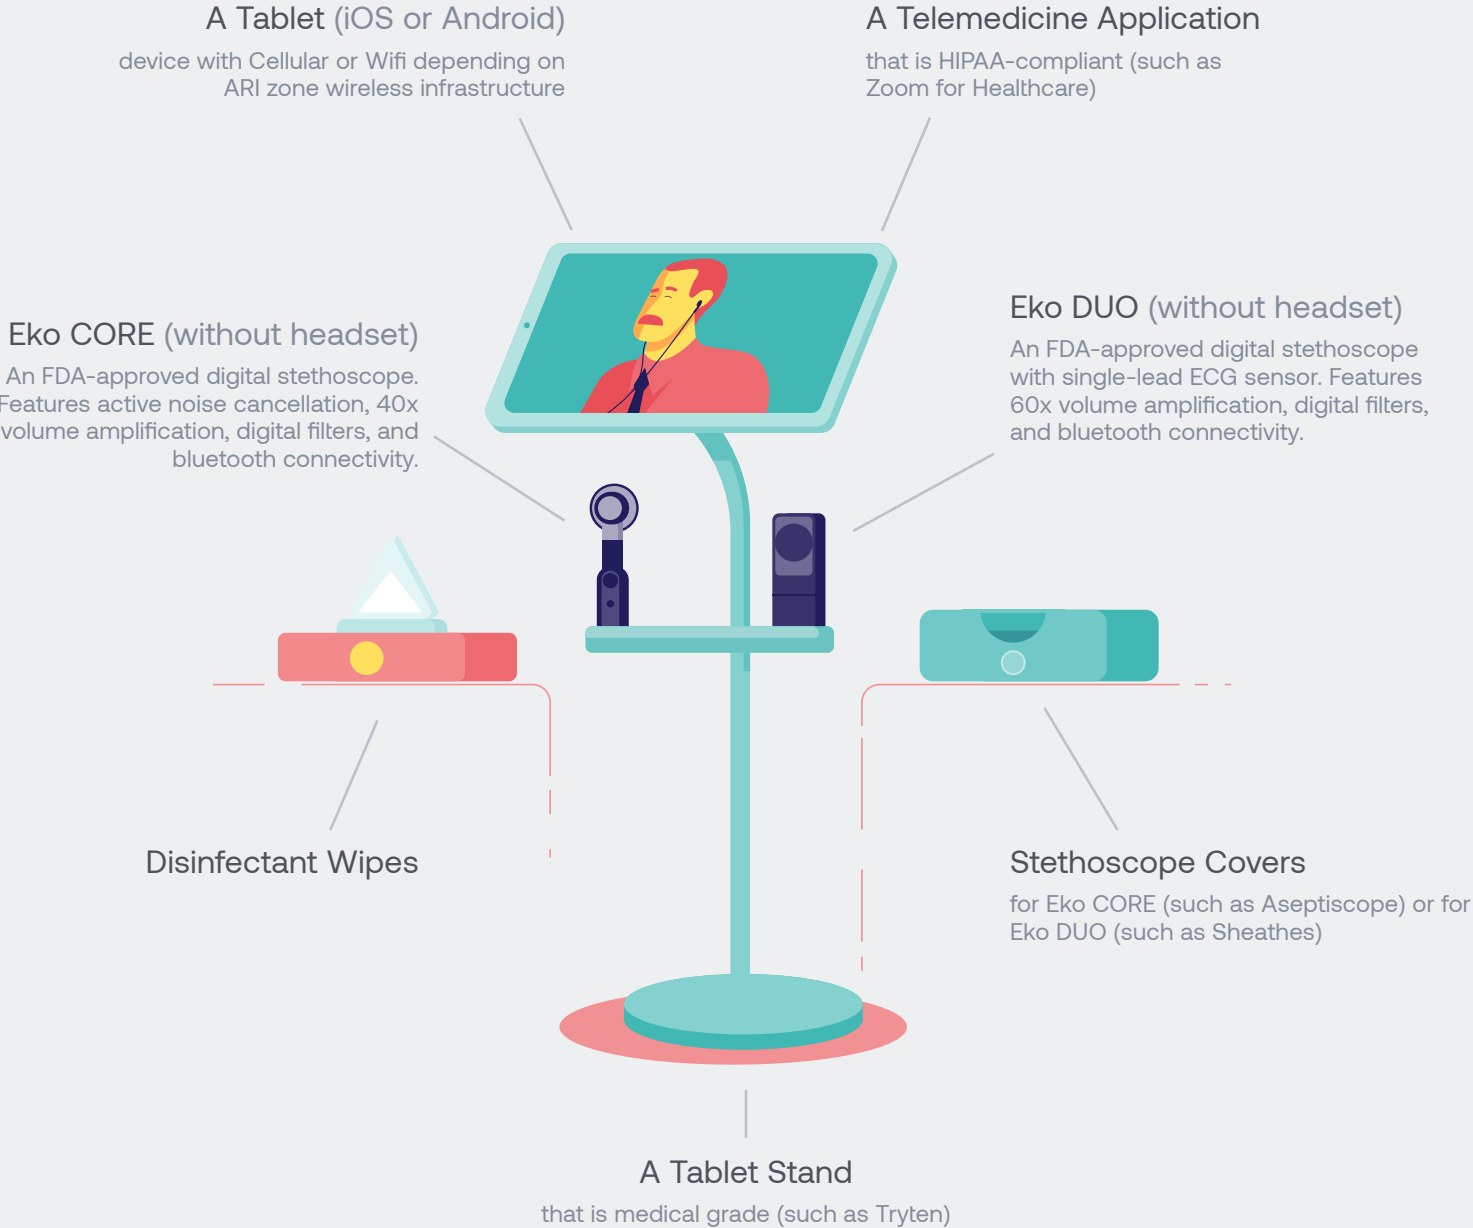 A Tablet (iOS or Android)
device with Cellular or Wifi depending on
ARI zone wireless infrastructure
A Telemedicine Application
that is HIPAA-compliant (such as
Zoom for Healthcare)
Eko CORE (without headset)
An FDA-approved digital stethoscope.
Features active noise cancellation, 40x
volume amplification, digital filters, and
bluetooth connectivity.
Eko DUO (without headset)
An FDA-approved digital stethoscope
with single-lead ECG sensor. Features
60x volume amplification, digital filters,
and bluetooth connectivity.
Disinfectant Wipes
Stethoscope Covers
for Eko CORE (such as Aseptiscope) or for
Eko DUO (such as Sheathes)
A Tablet Stand
that is medical grade (such as Tryten)